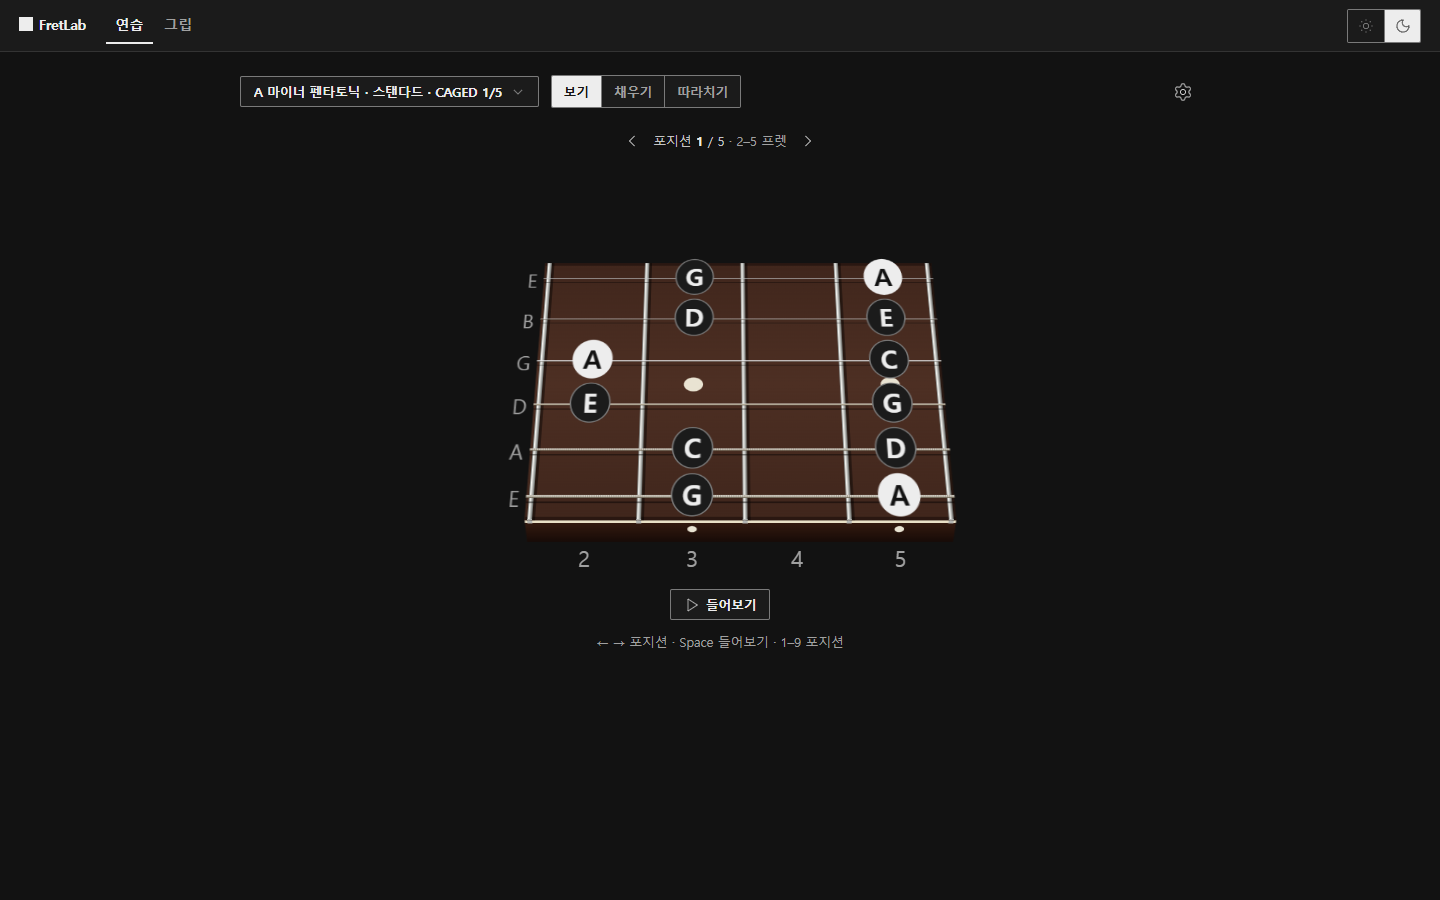 FretLab 연습 그립
A 마이너 펜타토닉 · 스탠다드 · CAGED 1/5 보기 채우기 따라치기
포지션 1 / 5 · 2–5 프렛
E G A
B D E
G A C
D E G
A C D
E G A
2 3 4 5
들어보기
← → 포지션 · Space 들어보기 · 1–9 포지션